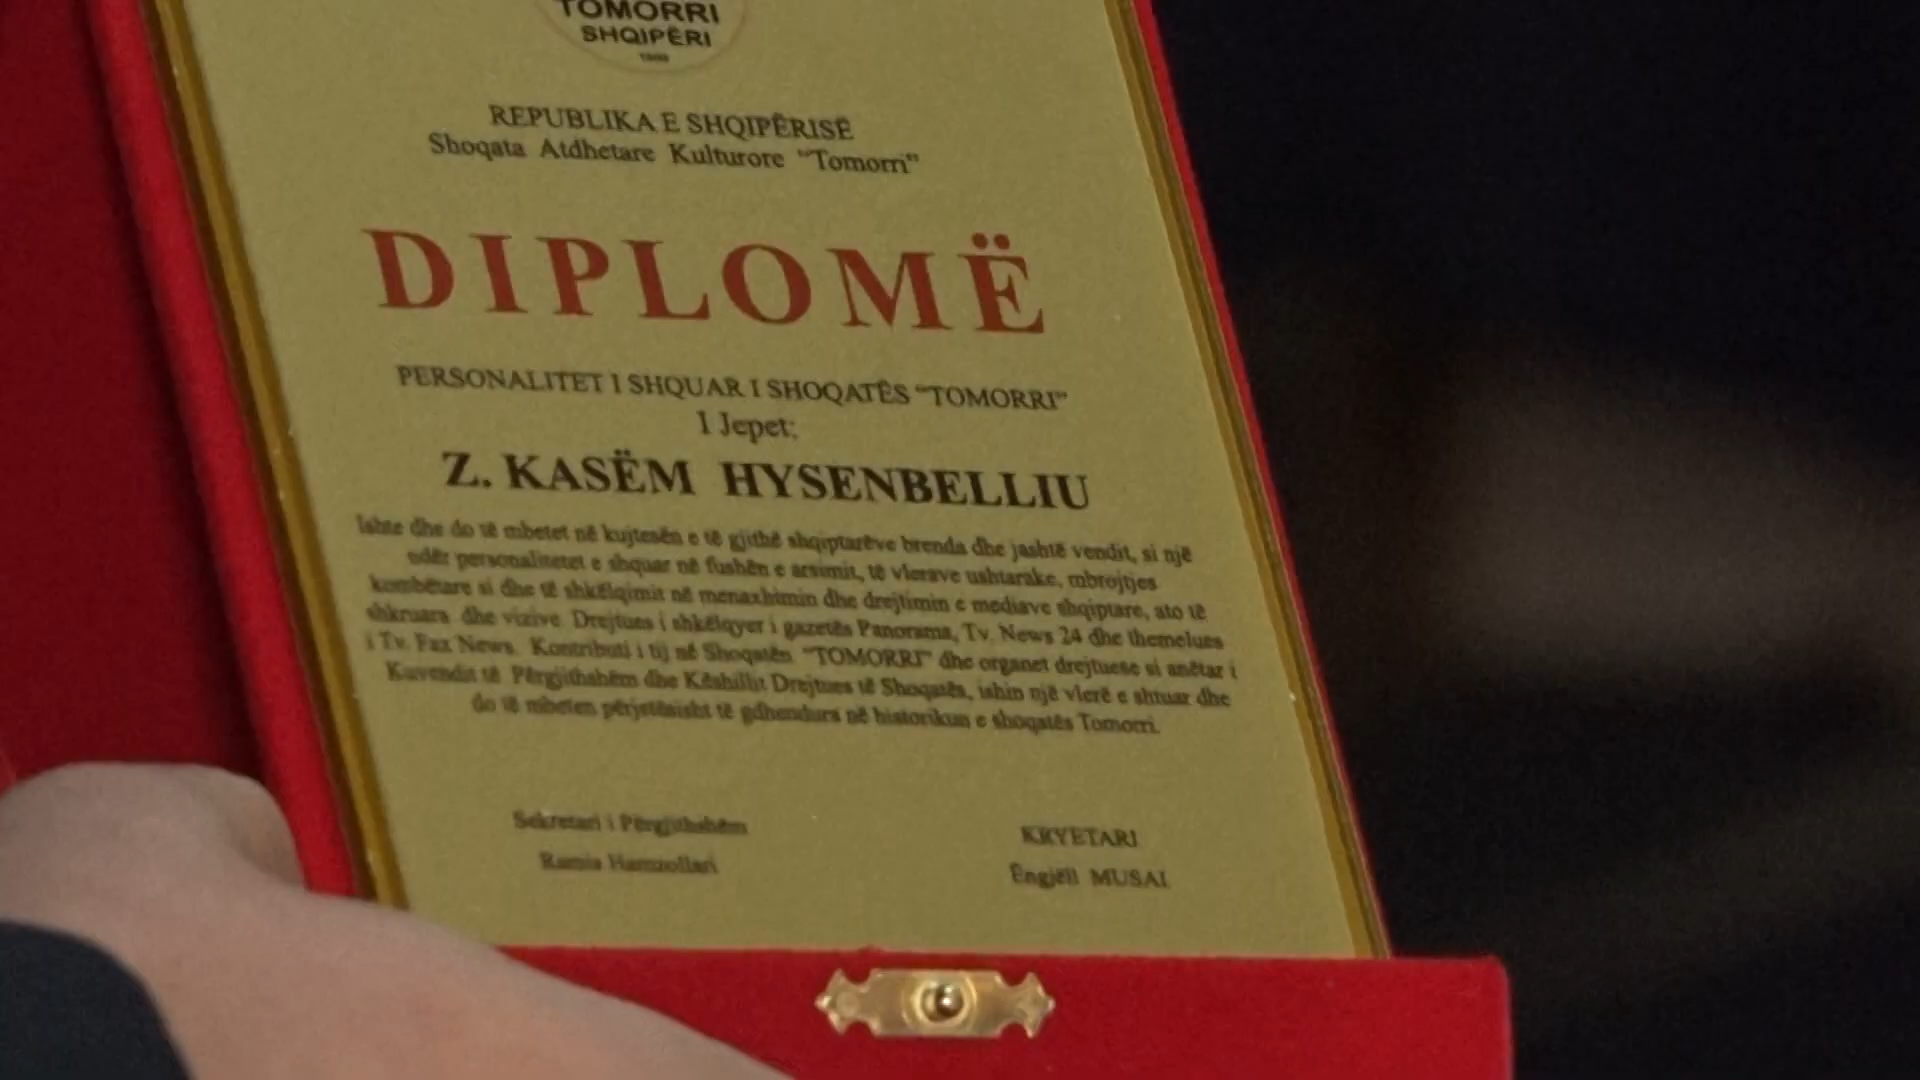 TOMORRI
SHQIPËRI
REPUBLIKA E SHQIPËRISË
Shoqata Atdhetare Kulturore "Tomorri"
DIPLOMË
PERSONALITET I SHQUAR I SHOQATËS "TOMORRI"
I Jepet;
Z. KASËM HYSENBELLIU
Ishte dhe do të mbetet në kujtesën e të gjithë shqiptarëve brenda dhe jashtë vendit, si një
ndër personalitetet e shquar në fushën e arsimit, të vlerave ushtarake, mbrojtjes
kombëtare si dhe të shkëlqimit në menaxhimin dhe drejtimin e mediave shqiptare, ato të
shkruara dhe vizive. Drejtues i shkëlqyer i gazetës Panorama, Tv. News 24 dhe themelues
i Tv. Fax News. Kontributi i tij në Shoqatën "TOMORRI" dhe organet drejtuese si anëtar i
Kuvendit të Përgjithshëm dhe Këshillit Drejtues të Shoqatës, ishin një vlerë e shtuar dhe
do të mbeten përjetësisht të gdhendura në historikun e shoqatës Tomorri.
Sekretari i Përgjithshëm
KRYETARI
Hamzollari
Ëngjëll MUSAI